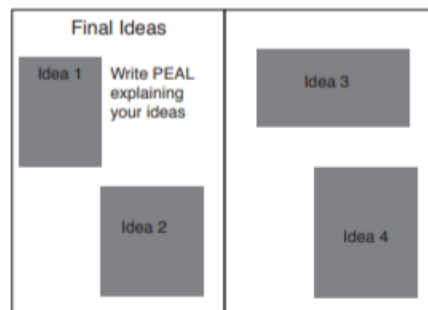 Final Ideas
Idea 1
Write PEAL
explaining
your ideas
Idea 2
Idea 3
Idea 4